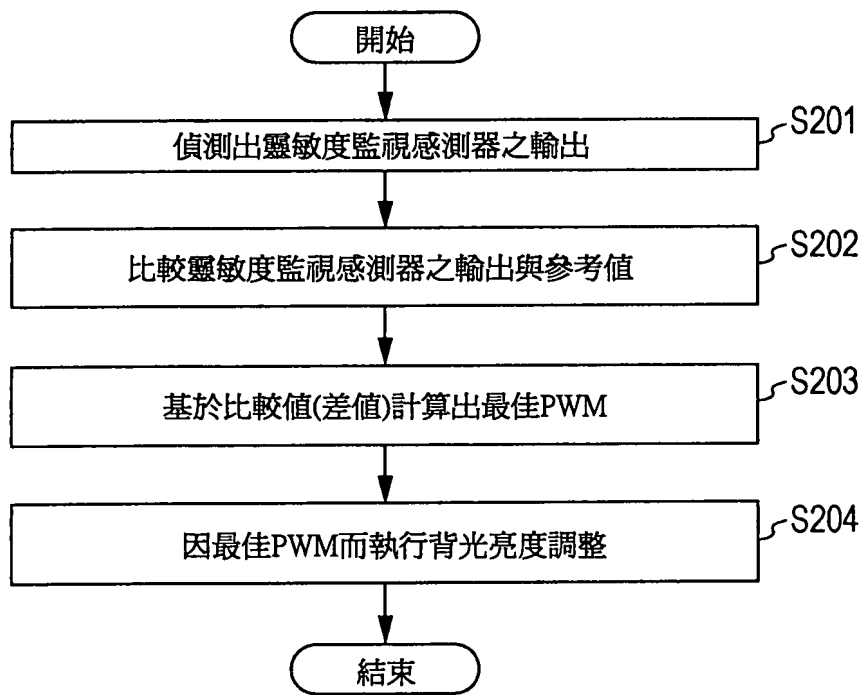 開始
偵測出靈敏度監視感測器之輸出
S201
比較靈敏度監視感測器之輸出與參考值
S202
基於比較值(差值)計算出最佳PWM
S203
因最佳PWM而執行背光亮度調整
S204
結束